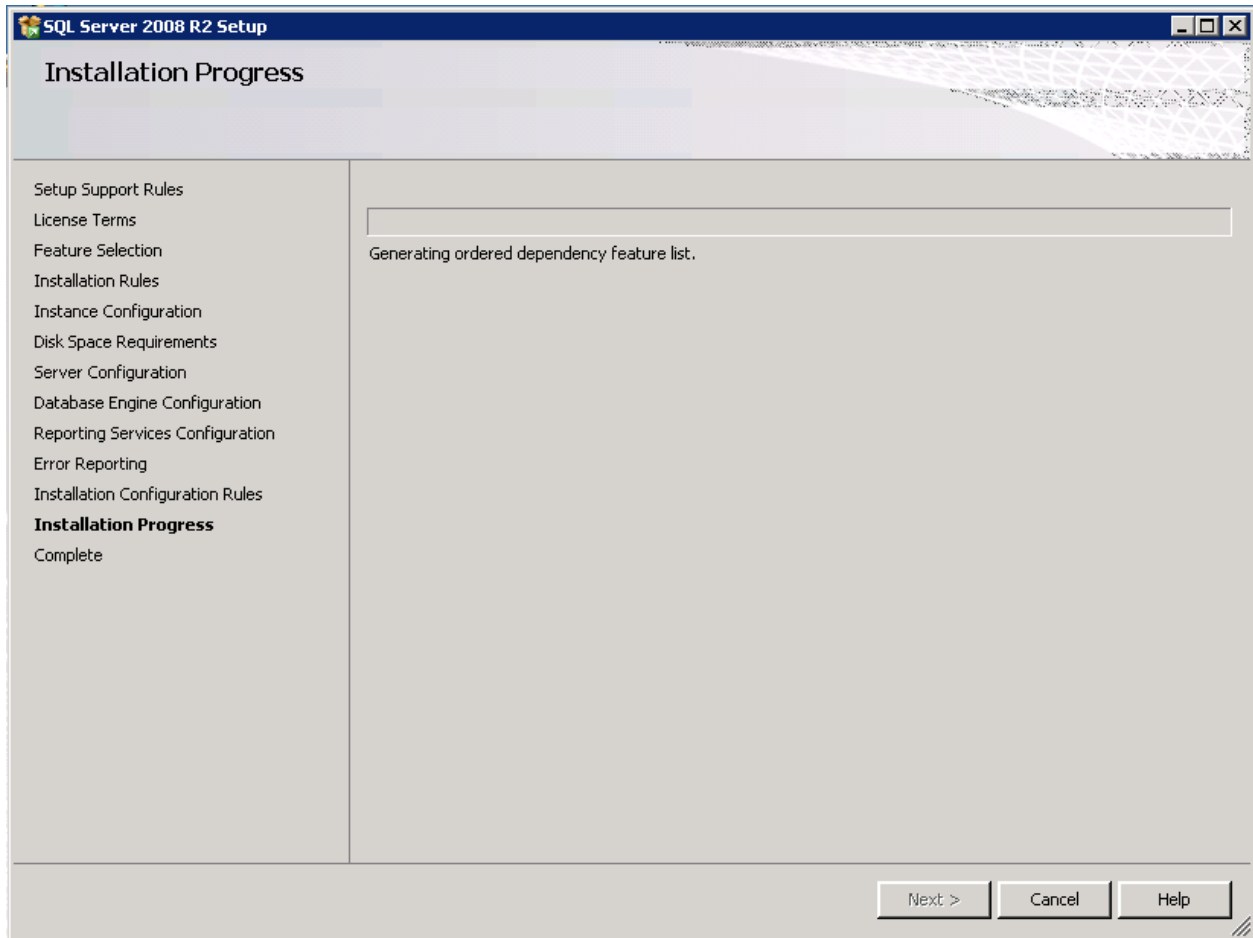 SQL Server 2008 R2 Setup
Installation Progress
Setup Support Rules
License Terms
Feature Selection
Installation Rules
Instance Configuration
Disk Space Requirements
Server Configuration
Database Engine Configuration
Reporting Services Configuration
Error Reporting
Installation Configuration Rules
Installation Progress
Complete
Generating ordered dependency feature list.
Next >
Cancel
Help